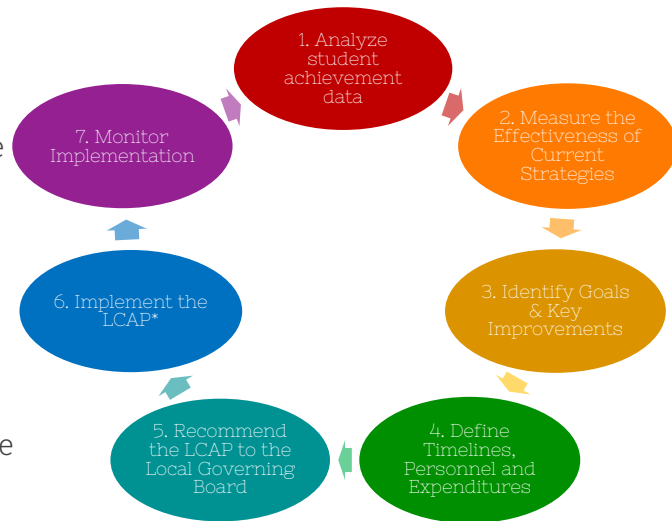 1. Analyze
student
achievement
data
2. Measure the
Effectiveness of
Current
Strategies
3. Identify Goals
& Key
Improvements
4. Define
Timelines,
Personnel and
Expenditures
5. Recommend
the LCAP to the
Local Governing
Board
6. Implement the
LCAP*
7. Monitor
Implementation